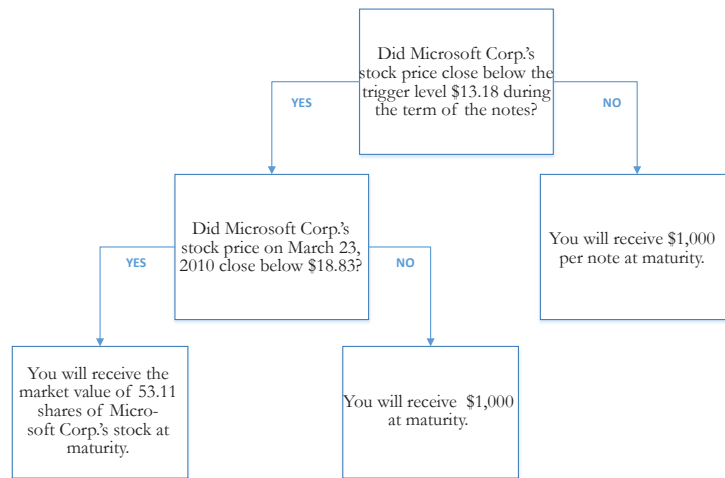 Did Microsoft Corp.'s
stock price close below the
trigger level $13.18 during
the term of the notes?
YES
NO
Did Microsoft Corp.'s
stock price on March 23,
2010 close below $18.83?
You will receive $1,000
per note at maturity.
YES
NO
You will receive the
market value of 53.11
shares of Micro-
soft Corp.'s stock at
maturity.
You will receive $1,000
at maturity.